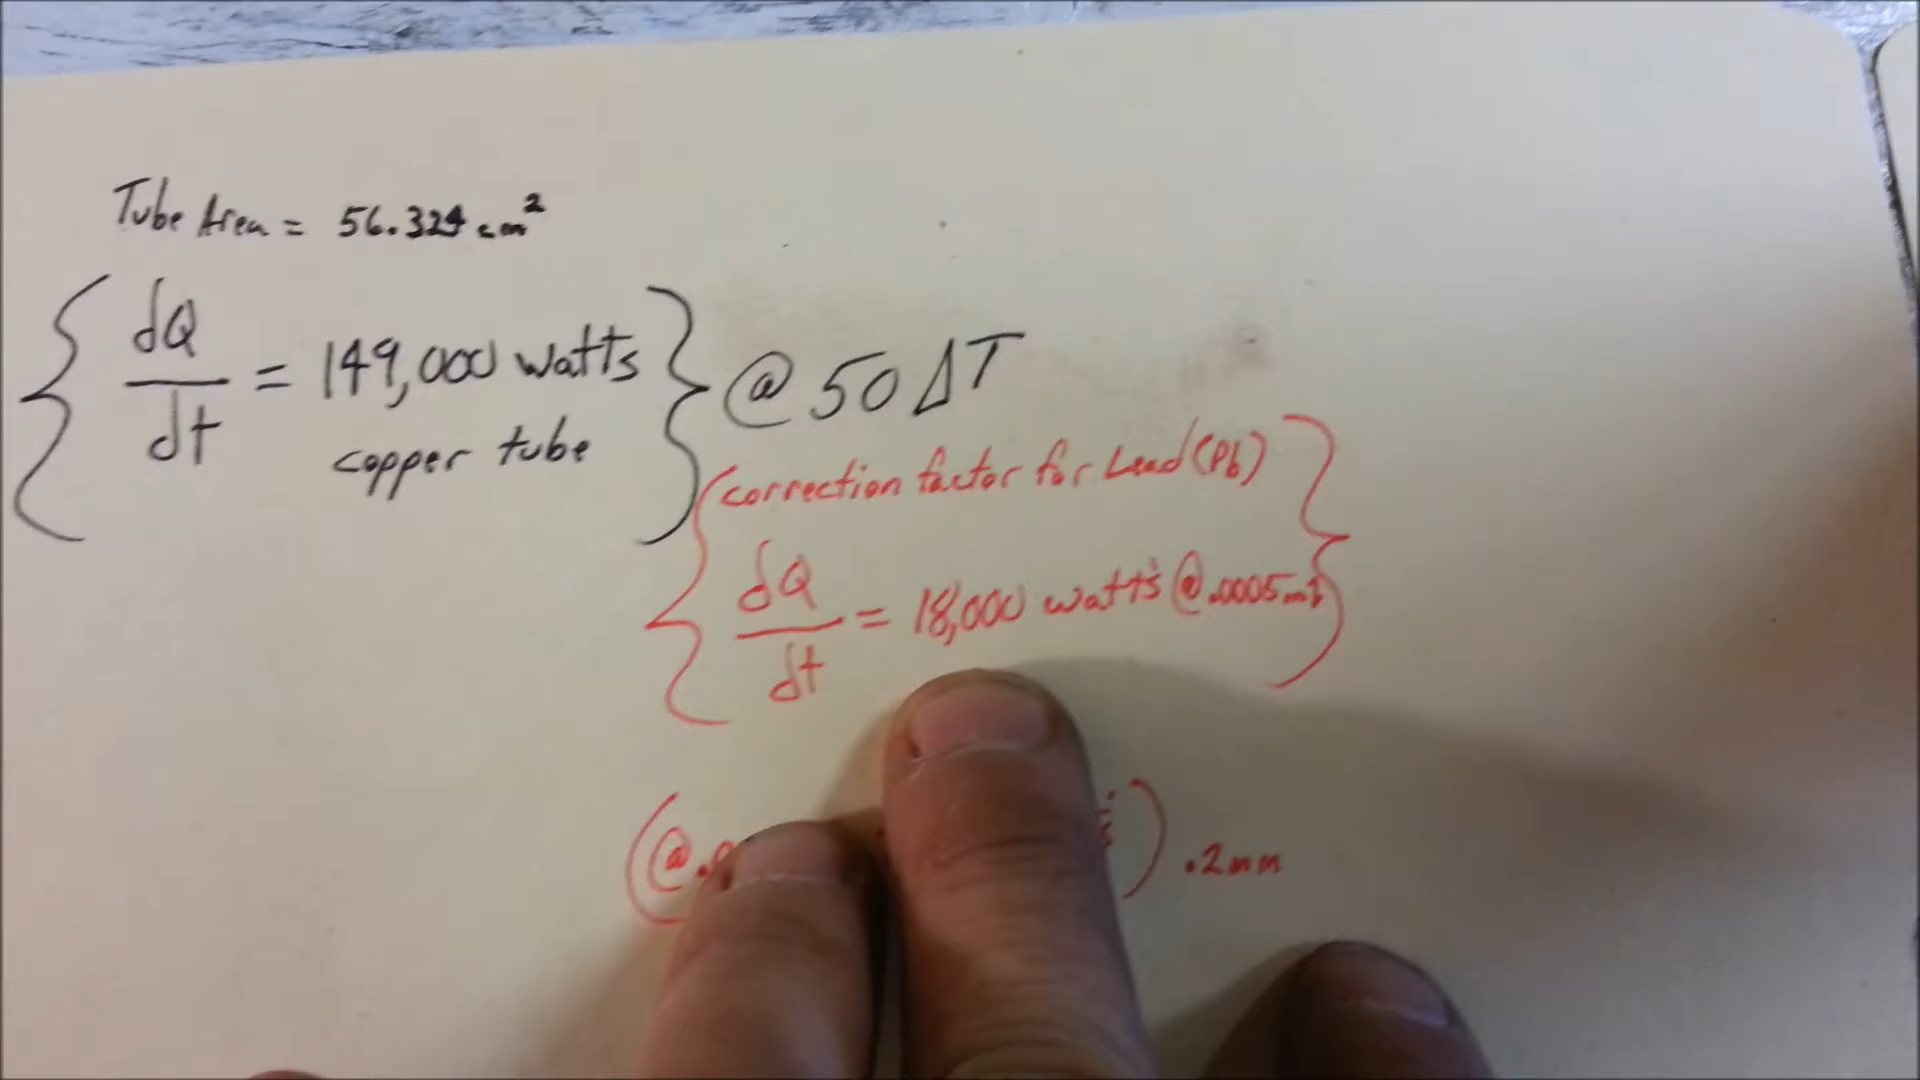 Tube Area = 56.324 cm²
dQ/dt = 149,000 watts @ 50 ΔT
copper tube
correction factor for Lead (Pb)
dQ/dt = 18,000 watts @ .0005
(@ .2mm